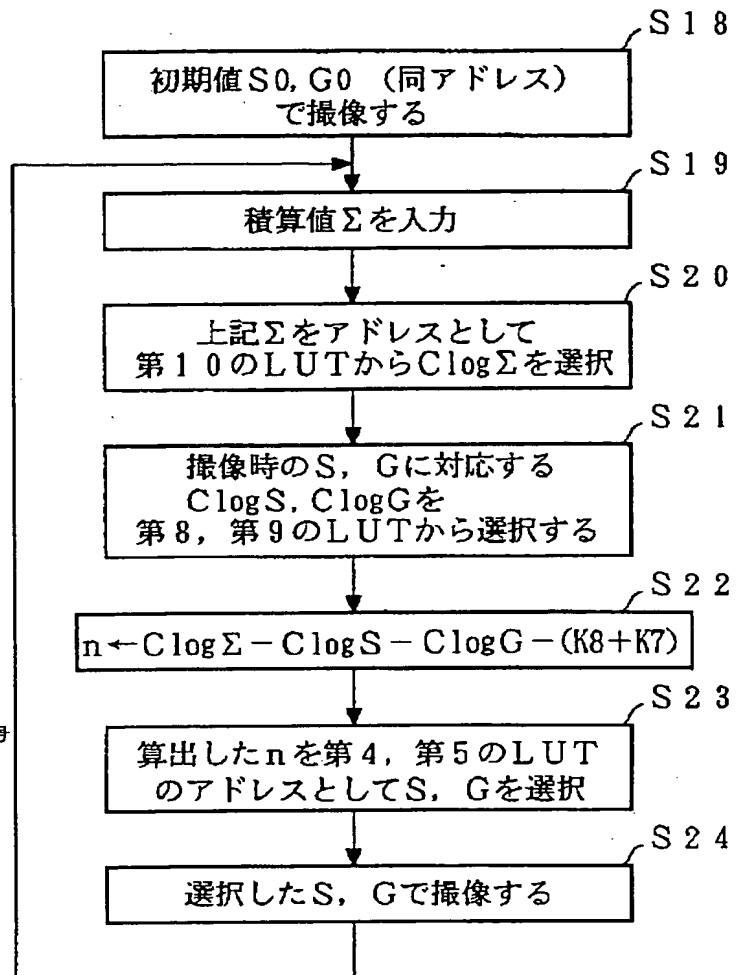 S18
初期値S0,G0 (同アドレス)
で撮像する
S19
積算値Σを入力
S20
上記Σをアドレスとして
第10のLUTからClogΣを選択
S21
撮像時のS,Gに対応する
ClogS,ClogGを
第8,第9のLUTから選択する
S22
n←ClogΣ－ClogS－ClogG－(K8+K7)
S23
算出したnを第4,第5のLUT
のアドレスとしてS,Gを選択
S24
選択したS,Gで撮像する